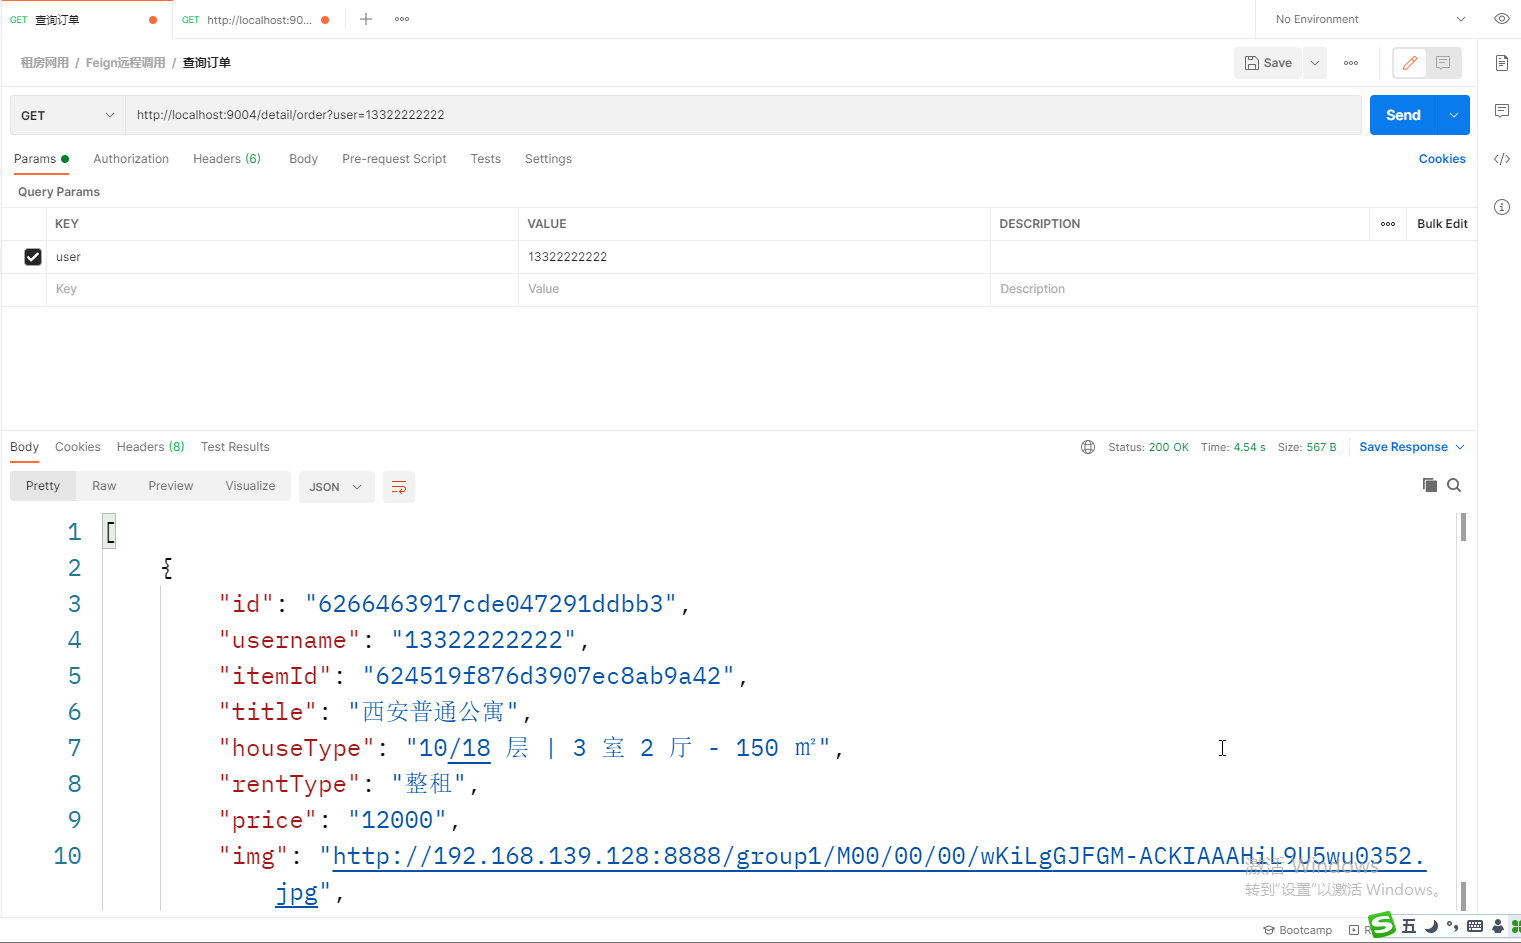 GET 查询订单 GET http://localhost:90... No Environment
租房网用 / Feign远程调用 / 查询订单 Save
GET http://localhost:9004/detail/order?user=13322222222 Send
Params Authorization Headers (6) Body Pre-request Script Tests Settings Cookies
Query Params
KEY VALUE DESCRIPTION Bulk Edit
user 13322222222
Key Value Description
Body Cookies Headers (8) Test Results Status: 200 OK Time: 4.54 s Size: 567 B Save Response
Pretty Raw Preview Visualize JSON
1 [
2 {
3 "id": "6266463917cde047291ddbb3",
4 "username": "13322222222",
5 "itemId": "624519f876d3907ec8ab9a42",
6 "title": "西安普通公寓",
7 "houseType": "10/18 层 | 3 室 2 厅 - 150 ㎡",
8 "rentType": "整租",
9 "price": "12000",
10 "img": "http://192.168.139.128:8888/group1/M00/00/00/wKiLgGJFGM-ACKIAAAHjL9U5wu0352.
jpg",
激活 Windows
转到“设置”以激活 Windows。
Bootcamp R S 五